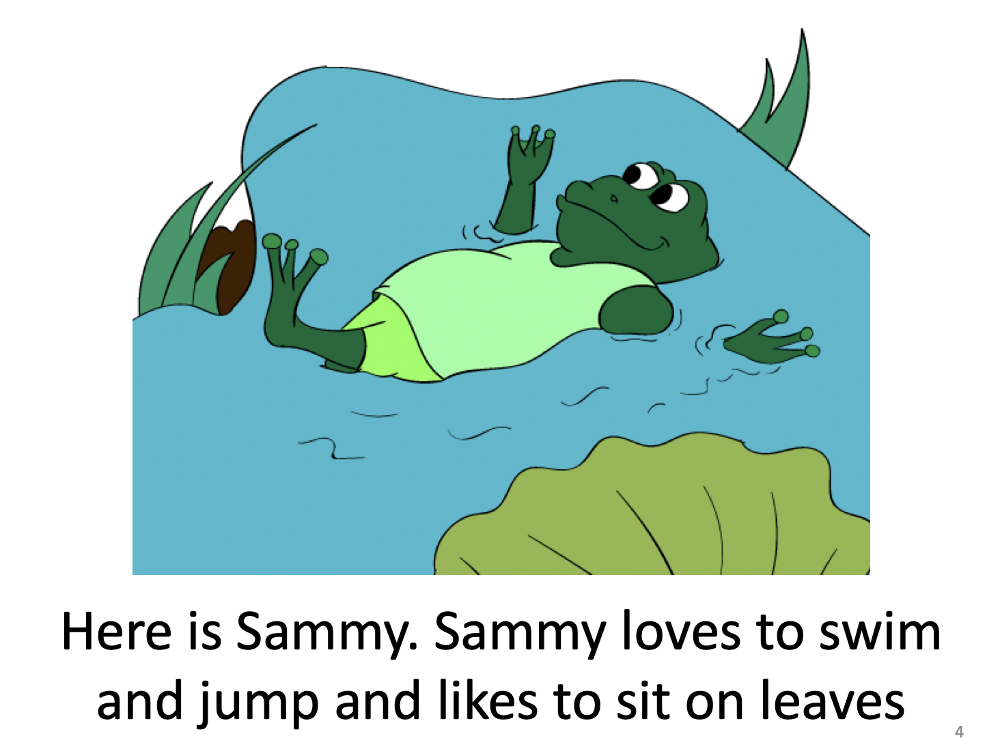 Here is Sammy. Sammy loves to swim
and jump and likes to sit on leaves
4